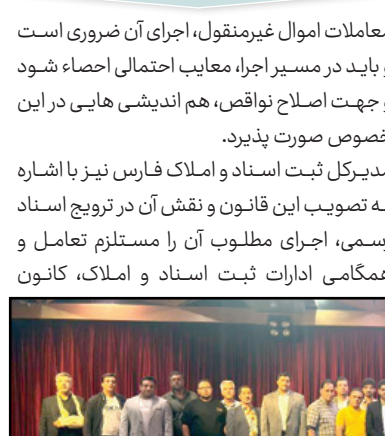 معاملات اموال غیرمنقول، اجرای آن ضروری است
و باید در مسیر اجرا، معایب احتمالی احصاء شود
و جهت اصلاح نواقص، هم اندیشی هایی در این
خصوص صورت پذیرد.
مدیرکل ثبت اسناد و املاک فارس نیز با اشاره
به تصویب این قانون و نقش آن در ترویج اسناد
رسمی، اجرای مطلوب آن را مستلزم تعامل و
همگامی ادارات ثبت اسناد و املاک، کانون